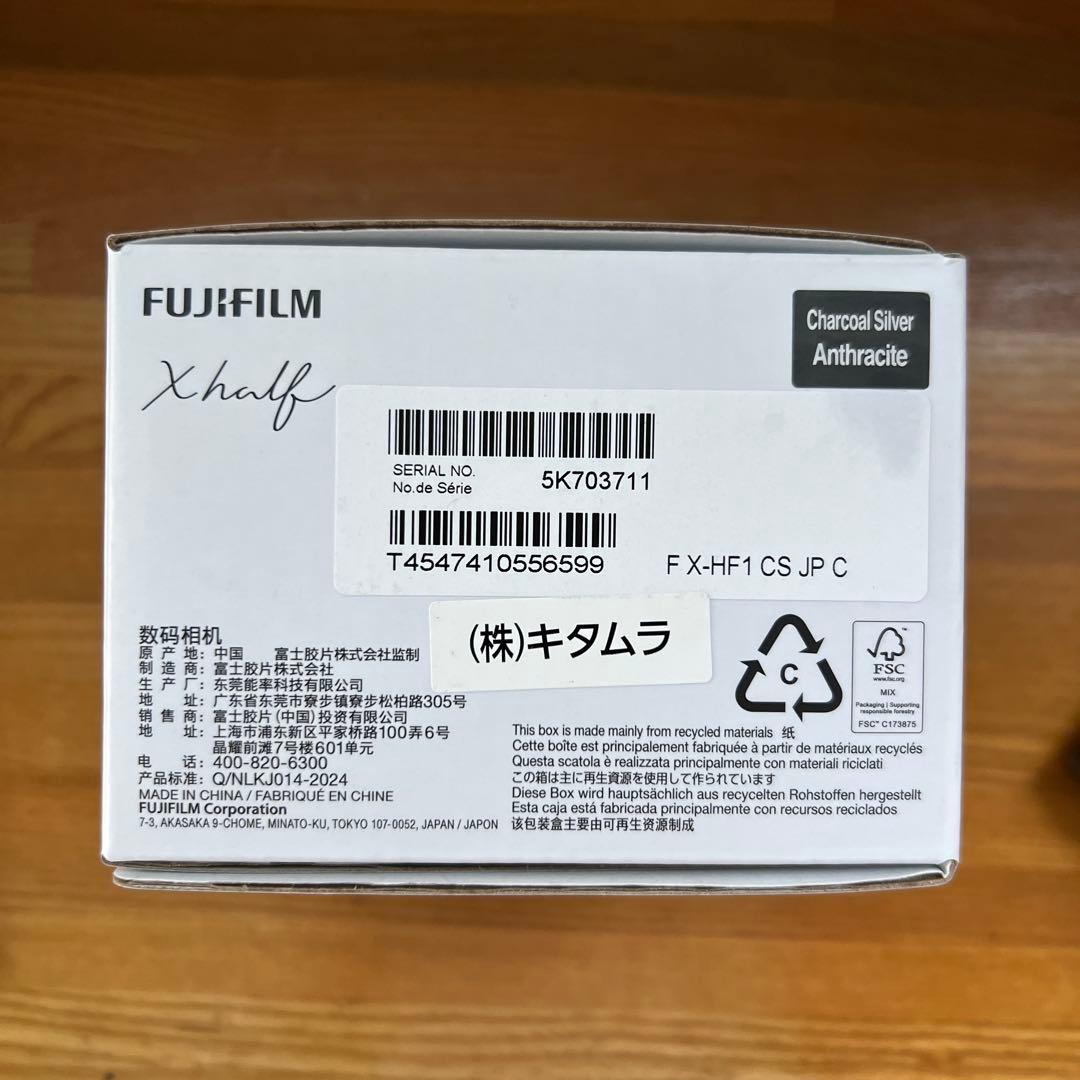 FUJIFILM
X half
Charcoal Silver
Anthracite
SERIAL NO.
No.de Série
5K703711
T4547410556599
F X-HF1 CS JP C
(株)キタムラ
数码相机
原 产 地: 中国 富士胶片株式会社监制
制 造 商: 富士胶片株式会社
生 产 厂: 东莞能率科技有限公司
地 址: 广东省东莞市寮步镇寮步松柏路305号
销 售 商: 富士胶片(中国)投资有限公司
地 址: 上海市浦东新区平家桥路100弄6号
晶耀前滩7号楼601单元
电 话: 400-820-6300
产品标准: Q/NLKJ014-2024
MADE IN CHINA / FABRIQUÉ EN CHINE
FUJIFILM Corporation
7-3, AKASAKA 9-CHOME, MINATO-KU, TOKYO 107-0052, JAPAN / JAPON
C
FSC
www.fsc.org
MIX
Packaging | Supporting
responsible forestry
FSC™ C173875
This box is made mainly from recycled materials 纸
Cette boîte est principalement fabriquée à partir de matériaux recyclés
Questa scatola è realizzata principalmente con materiali riciclati
この箱は主に再生資源を使用して作られています
Diese Box wird hauptsächlich aus recycelten Rohstoffen hergestellt
Esta caja está fabricada principalmente con recursos reciclados
该包装盒主要由可再生资源制成